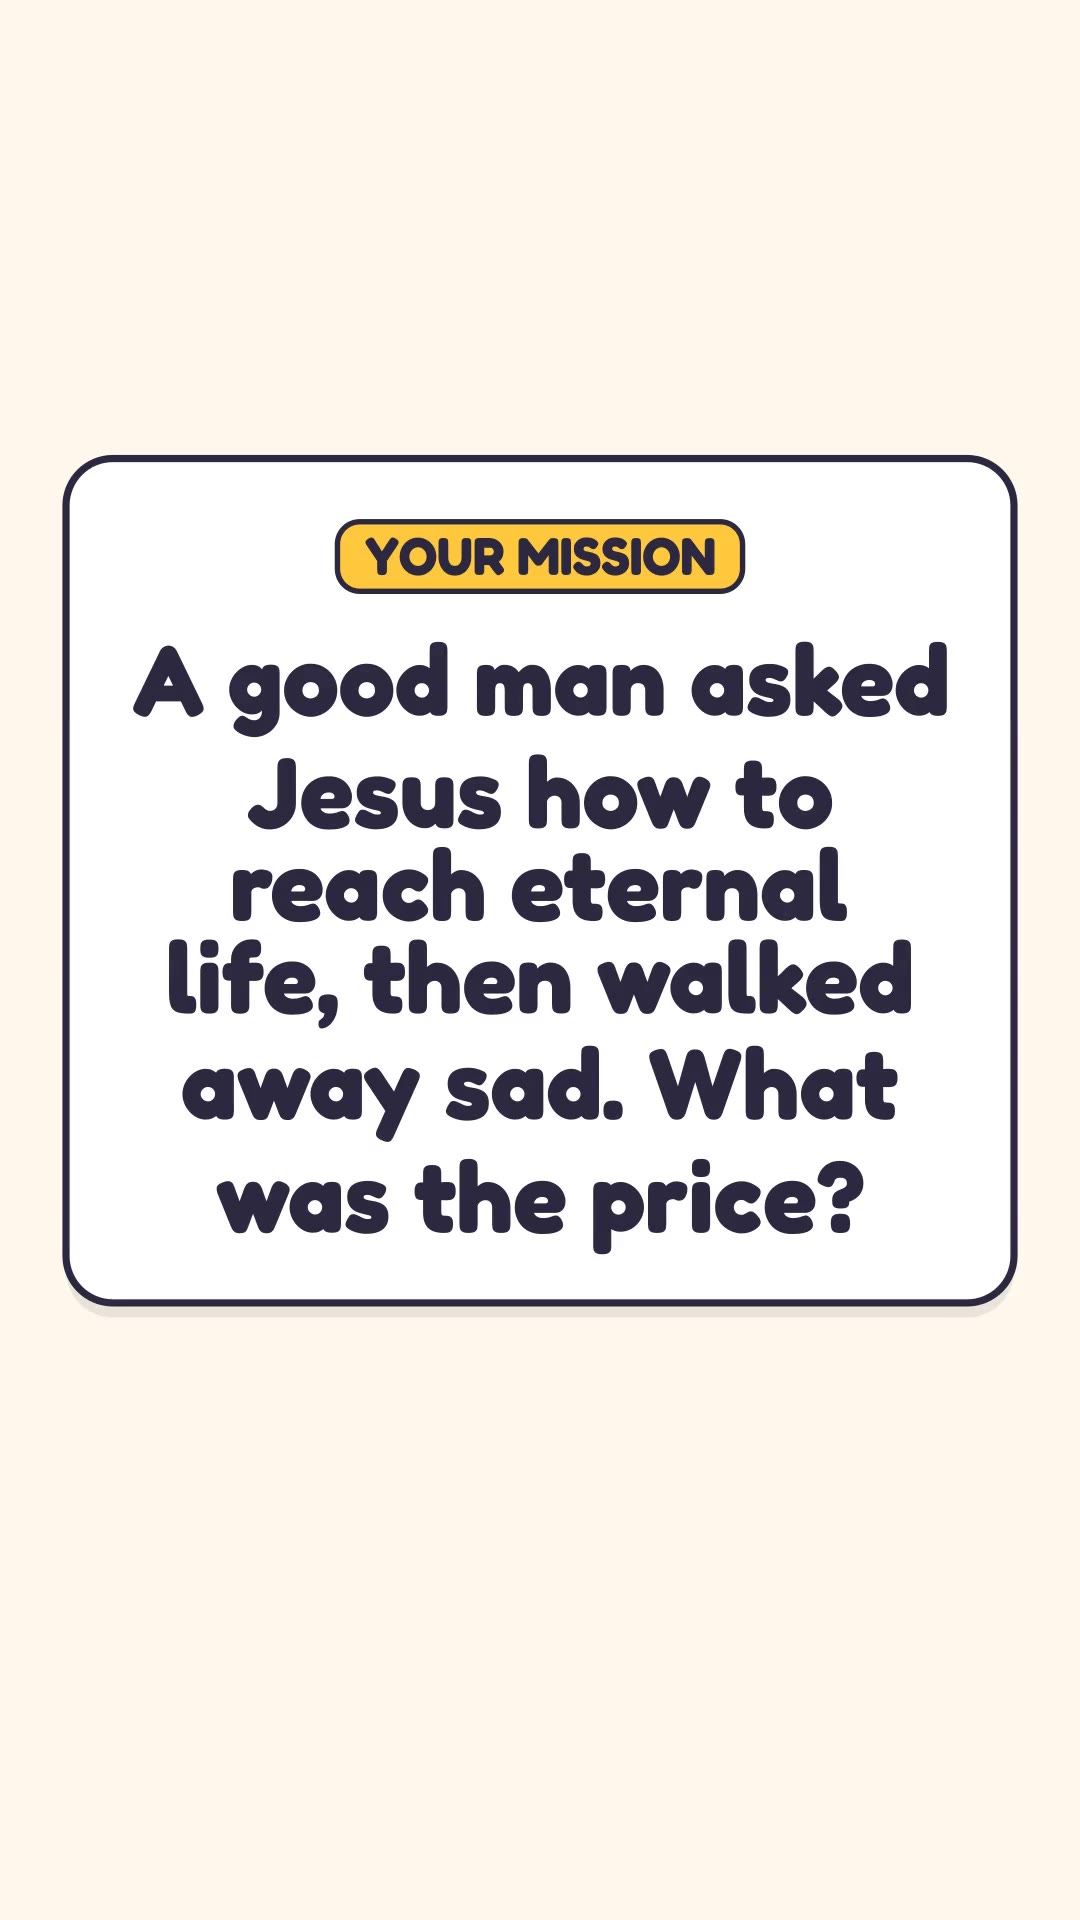 YOUR MISSION
A good man asked
Jesus how to
reach eternal
life, then walked
away sad. What
was the price?